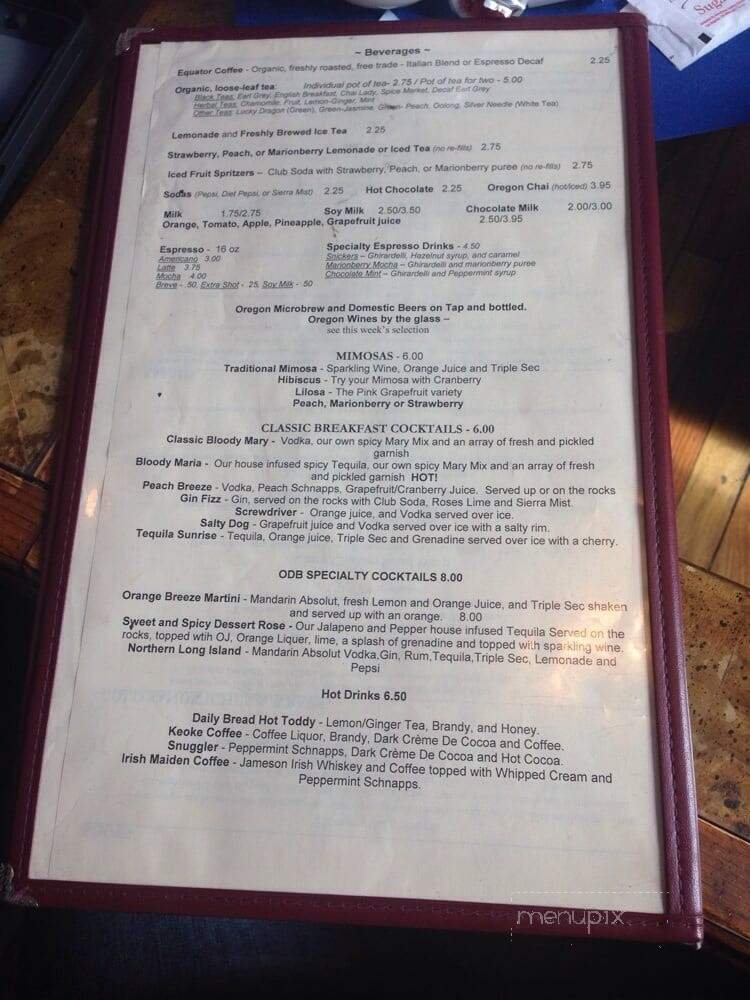 Sug
~ Beverages ~
Equator Coffee - Organic, freshly roasted, free trade - Italian Blend or Espresso Decaf 2.25
Organic, loose-leaf tea: Individual pot of tea- 2.75 / Pot of tea for two - 5.00
Black Teas: Earl Grey, English Breakfast, Chai Lady, Spice Market, Decaf Earl Grey
Herbal Teas: Chamomile, Fruit, Lemon-Ginger, Mint
Other Teas: Lucky Dragon (Green), Green-Jasmine, Green- Peach, Oolong, Silver Needle (White Tea)
Lemonade and Freshly Brewed Ice Tea 2.25
Strawberry, Peach, or Marionberry Lemonade or Iced Tea (no re-fills) 2.75
Iced Fruit Spritzers – Club Soda with Strawberry, Peach, or Marionberry puree (no re-fills) 2.75
Sodas (Pepsi, Diet Pepsi, or Sierra Mist) 2.25 Hot Chocolate 2.25 Oregon Chai (hot/iced) 3.95
Milk 1.75/2.75 Soy Milk 2.50/3.50 Chocolate Milk 2.00/3.00
Orange, Tomato, Apple, Pineapple, Grapefruit juice 2.50/3.95
Espresso - 16 oz Specialty Espresso Drinks - 4.50
Americano 3.00 Snickers – Ghirardelli, Hazelnut syrup, and caramel
Latte 3.75 Marionberry Mocha – Ghirardelli and marionberry puree
Mocha 4.00 Chocolate Mint – Ghirardelli and Peppermint syrup
Breve - .50, Extra Shot - .25, Soy Milk - .50
Oregon Microbrew and Domestic Beers on Tap and bottled.
Oregon Wines by the glass –
see this week's selection
MIMOSAS - 6.00
Traditional Mimosa - Sparkling Wine, Orange Juice and Triple Sec
Hibiscus - Try your Mimosa with Cranberry
Lilosa - The Pink Grapefruit variety
Peach, Marionberry or Strawberry
CLASSIC BREAKFAST COCKTAILS - 6.00
Classic Bloody Mary - Vodka, our own spicy Mary Mix and an array of fresh and pickled
garnish
Bloody Maria - Our house infused spicy Tequila, our own spicy Mary Mix and an array of fresh
and pickled garnish HOT!
Peach Breeze - Vodka, Peach Schnapps, Grapefruit/Cranberry Juice. Served up or on the rocks
Gin Fizz - Gin, served on the rocks with Club Soda, Roses Lime and Sierra Mist.
Screwdriver - Orange juice, and Vodka served over ice.
Salty Dog - Grapefruit juice and Vodka served over ice with a salty rim.
Tequila Sunrise - Tequila, Orange juice, Triple Sec and Grenadine served over ice with a cherry.
ODB SPECIALTY COCKTAILS 8.00
Orange Breeze Martini - Mandarin Absolut, fresh Lemon and Orange Juice, and Triple Sec shaken
and served up with an orange. 8.00
Sweet and Spicy Dessert Rose - Our Jalapeno and Pepper house infused Tequila Served on the
rocks, topped wtih OJ, Orange Liquer, lime, a splash of grenadine and topped with sparkling wine.
Northern Long Island - Mandarin Absolut Vodka,Gin, Rum,Tequila,Triple Sec, Lemonade and
Pepsi
Hot Drinks 6.50
Daily Bread Hot Toddy - Lemon/Ginger Tea, Brandy, and Honey.
Keoke Coffee - Coffee Liquor, Brandy, Dark Crème De Cocoa and Coffee.
Snuggler - Peppermint Schnapps, Dark Crème De Cocoa and Hot Cocoa.
Irish Maiden Coffee - Jameson Irish Whiskey and Coffee topped with Whipped Cream and
Peppermint Schnapps.
menupix